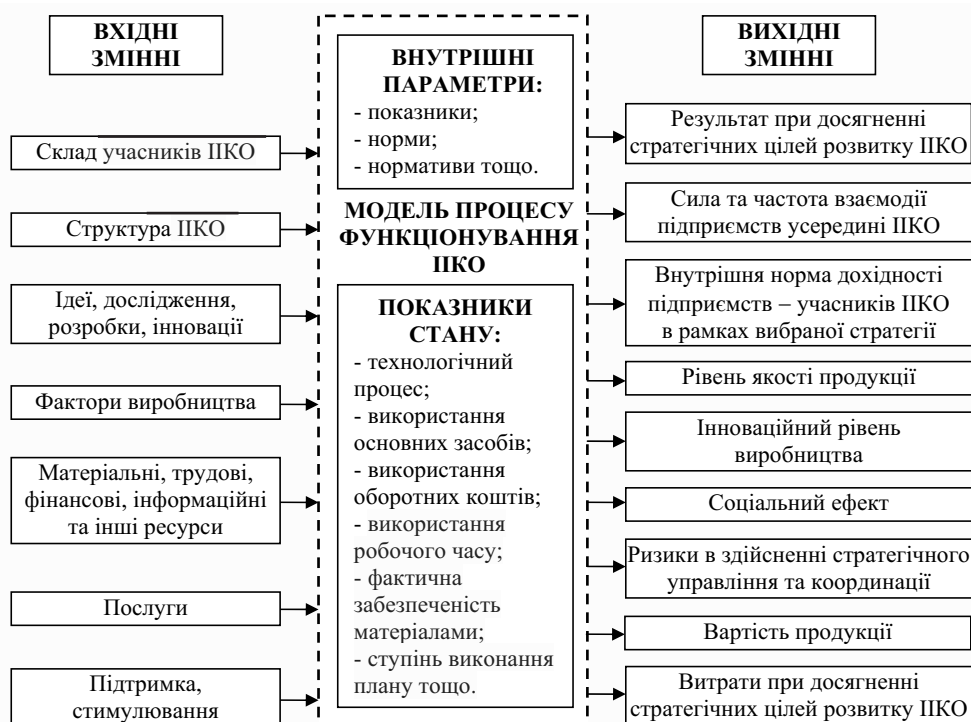 ВХІДНІ
ЗМІННІ
Склад учасників ІІКО
Структура ІІКО
Ідеї, дослідження,
розробки, інновації
Фактори виробництва
Матеріальні, трудові,
фінансові, інформаційні
та інші ресурси
Послуги
Підтримка,
стимулювання
ВНУТРІШНІ
ПАРАМЕТРИ:
- показники;
- норми;
- нормативи тощо.
МОДЕЛЬ ПРОЦЕСУ
ФУНКЦІОНУВАННЯ
ІІКО
ПОКАЗНИКИ
СТАНУ:
- технологічний
процес;
- використання
основних засобів;
- використання
оборотних коштів;
- використання
робочого часу;
- фактична
забезпеченість
матеріалами;
- ступінь виконання
плану тощо.
ВИХІДНІ
ЗМІННІ
Результат при досягненні
стратегічних цілей розвитку ІІКО
Сила та частота взаємодії
підприємств усередині ІІКО
Внутрішня норма дохідності
підприємств – учасників ІІКО
в рамках вибраної стратегії
Рівень якості продукції
Інноваційний рівень
виробництва
Соціальний ефект
Ризики в здійсненні стратегічного
управління та координації
Вартість продукції
Витрати при досягненні
стратегічних цілей розвитку ІІКО